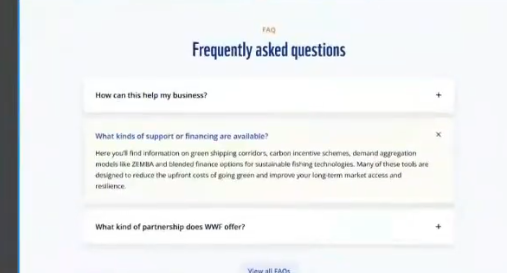 FAQ
Frequently asked questions
How can this help my business?
+
What kinds of support or financing are available?
×
Here you'll find information on green shipping corridors, carbon incentive schemes, demand aggregation
models like ZEMBA and blended finance options for sustainable fishing technologies. Many of these tools are
designed to reduce the upfront costs of going green and improve your long-term market access and
resilience.
What kind of partnership does WWF offer?
+
View all FAQs